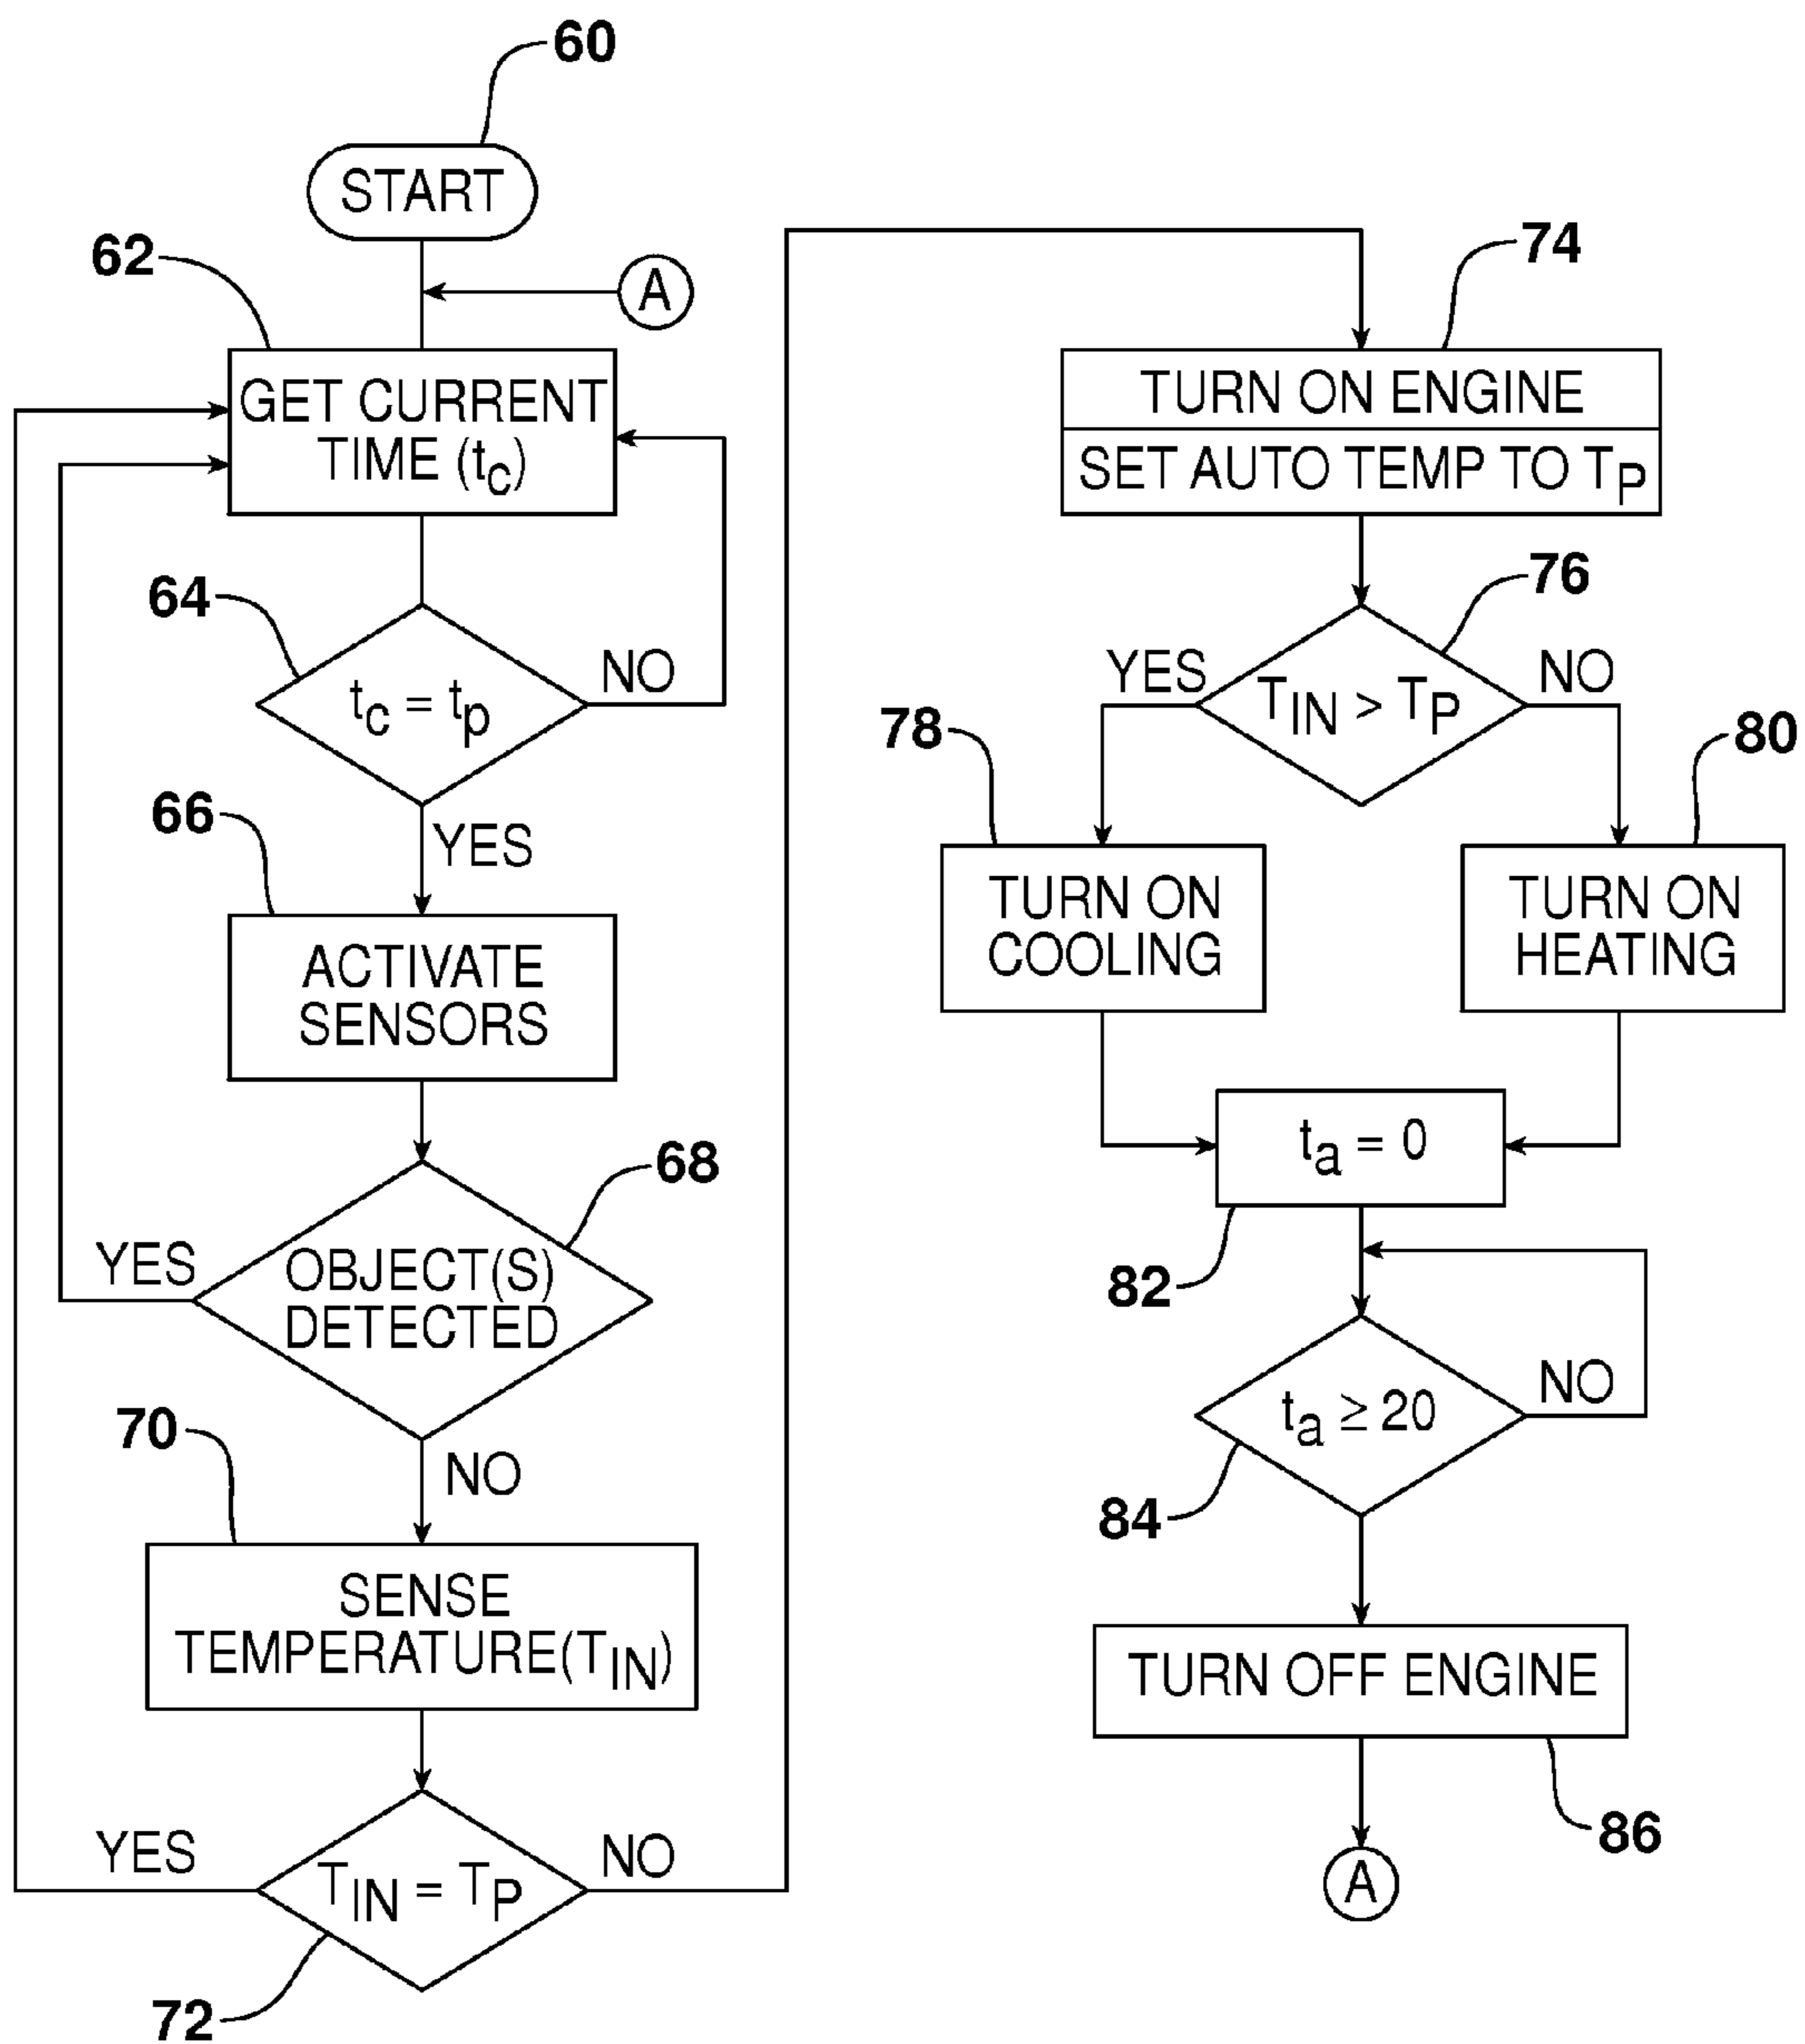 60
START
62
A
GET CURRENT
TIME (tc)
64
tc = tp
NO
YES
66
ACTIVATE
SENSORS
68
YES
OBJECT(S)
DETECTED
NO
70
SENSE
TEMPERATURE(TIN)
YES
TIN = TP
NO
72
74
TURN ON ENGINE
SET AUTO TEMP TO TP
76
YES
TIN > TP
NO
78
80
TURN ON
COOLING
TURN ON
HEATING
ta = 0
82
ta ≥ 20
NO
84
TURN OFF ENGINE
86
A